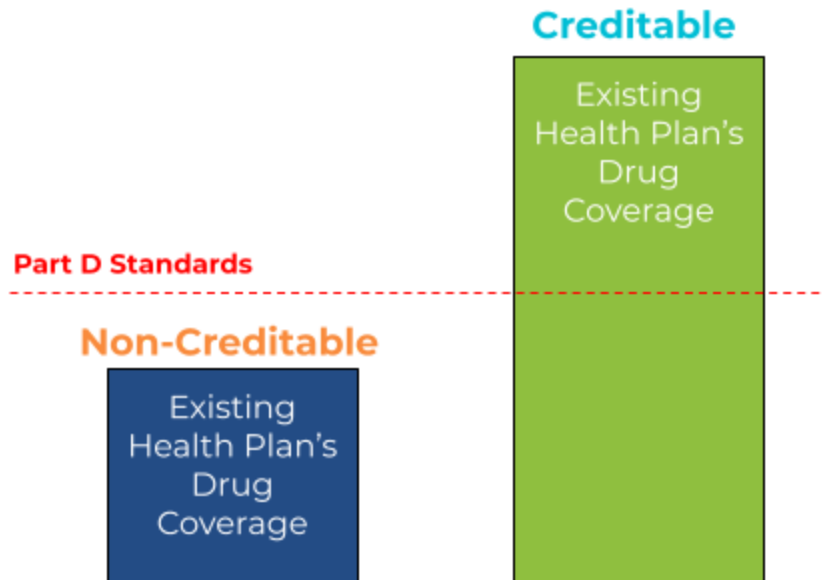 Creditable
Existing
Health Plan's
Drug
Coverage
Part D Standards
Non-Creditable
Existing
Health Plan's
Drug
Coverage